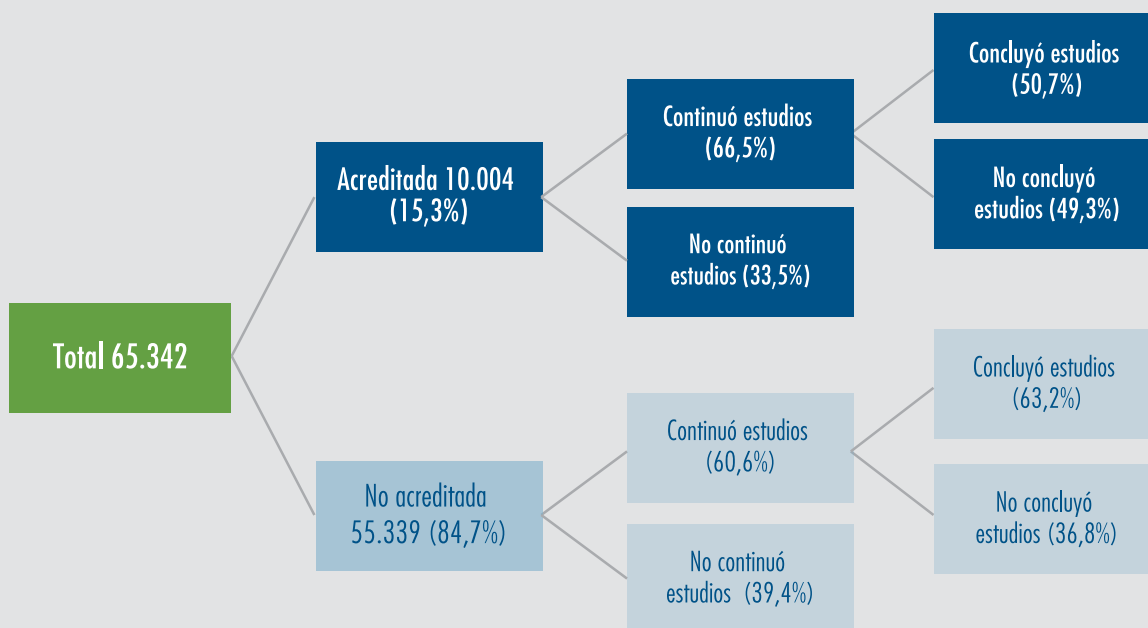 Total 65.342
Acreditada 10.004
(15,3%)
Continuó estudios
(66,5%)
Concluyó estudios
(50,7%)
No concluyó
estudios (49,3%)
No continuó
estudios (33,5%)
No acreditada
55.339 (84,7%)
Continuó estudios
(60,6%)
Concluyó estudios
(63,2%)
No concluyó
estudios (36,8%)
No continuó
estudios (39,4%)